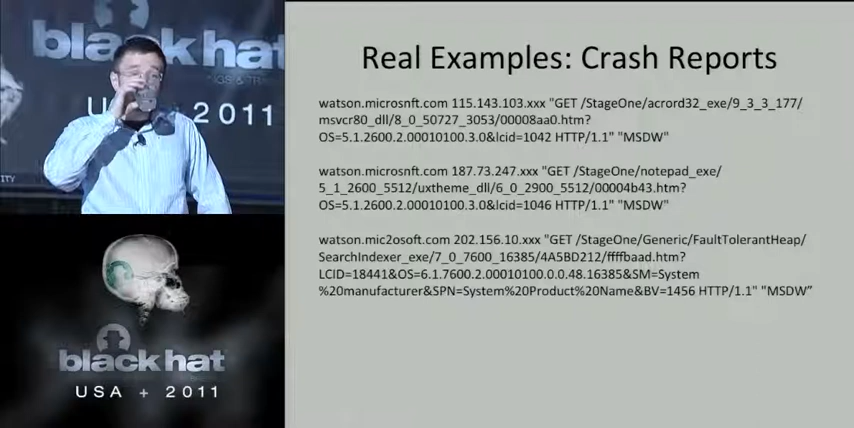 black hat
USA + 2011
Real Examples: Crash Reports
watson.microsnft.com 115.143.103.xxx "GET /StageOne/acrord32_exe/9_3_3_177/
msvcr80_dll/8_0_50727_3053/00008aa0.htm?
OS=5.1.2600.2.00010100.3.0&lcid=1042 HTTP/1.1" "MSDW"
watson.microsnft.com 187.73.247.xxx "GET /StageOne/notepad_exe/
5_1_2600_5512/uxtheme_dll/6_0_2900_5512/00004b43.htm?
OS=5.1.2600.2.00010100.3.0&lcid=1046 HTTP/1.1" "MSDW"
watson.mic2osoft.com 202.156.10.xxx "GET /StageOne/Generic/FaultTolerantHeap/
SearchIndexer_exe/7_0_7600_16385/4A5BD212/ffffbaad.htm?
LCID=18441&OS=6.1.7600.2.00010100.0.0.48.16385&SM=System
%20manufacturer&SPN=System%20Product%20Name&BV=1456 HTTP/1.1" "MSDW"
black hat
USA + 2011